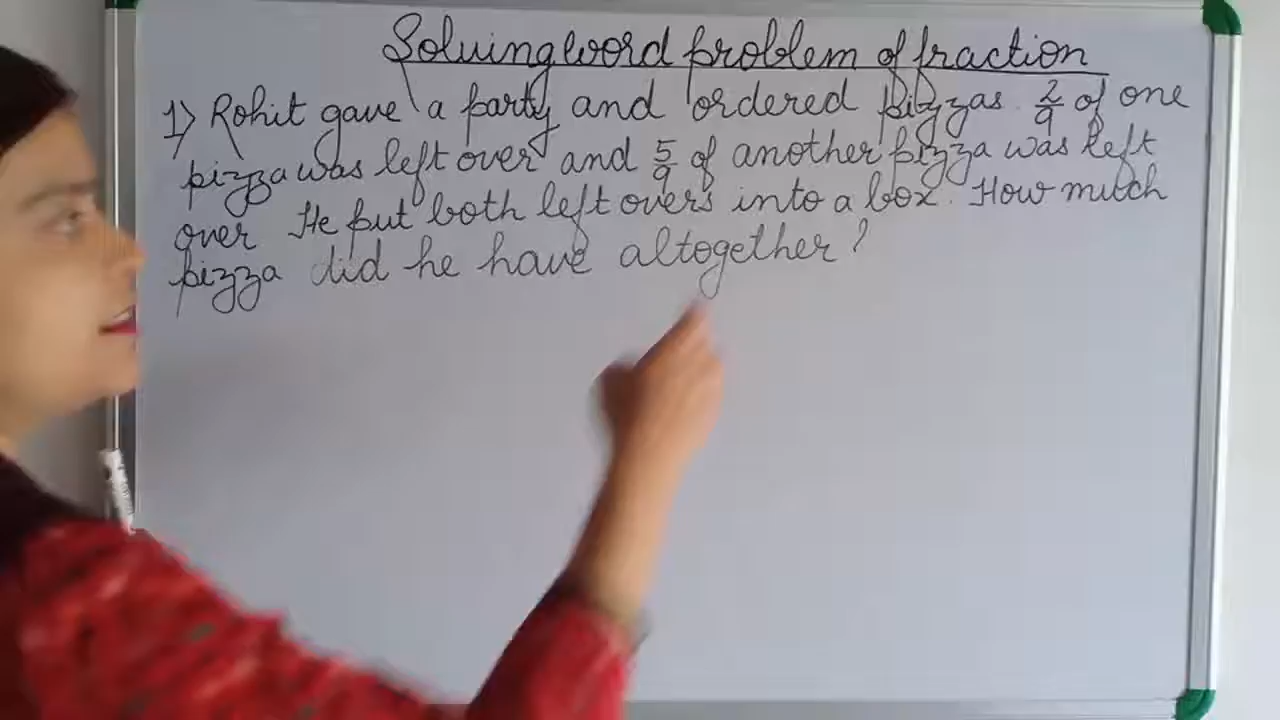 Solving word problem of fraction
1) Rohit gave a party and ordered pizzas. 2/9 of one
pizza was left over and 5/9 of another pizza was left
over He put both left overs into a box. How much
pizza did he have altogether?